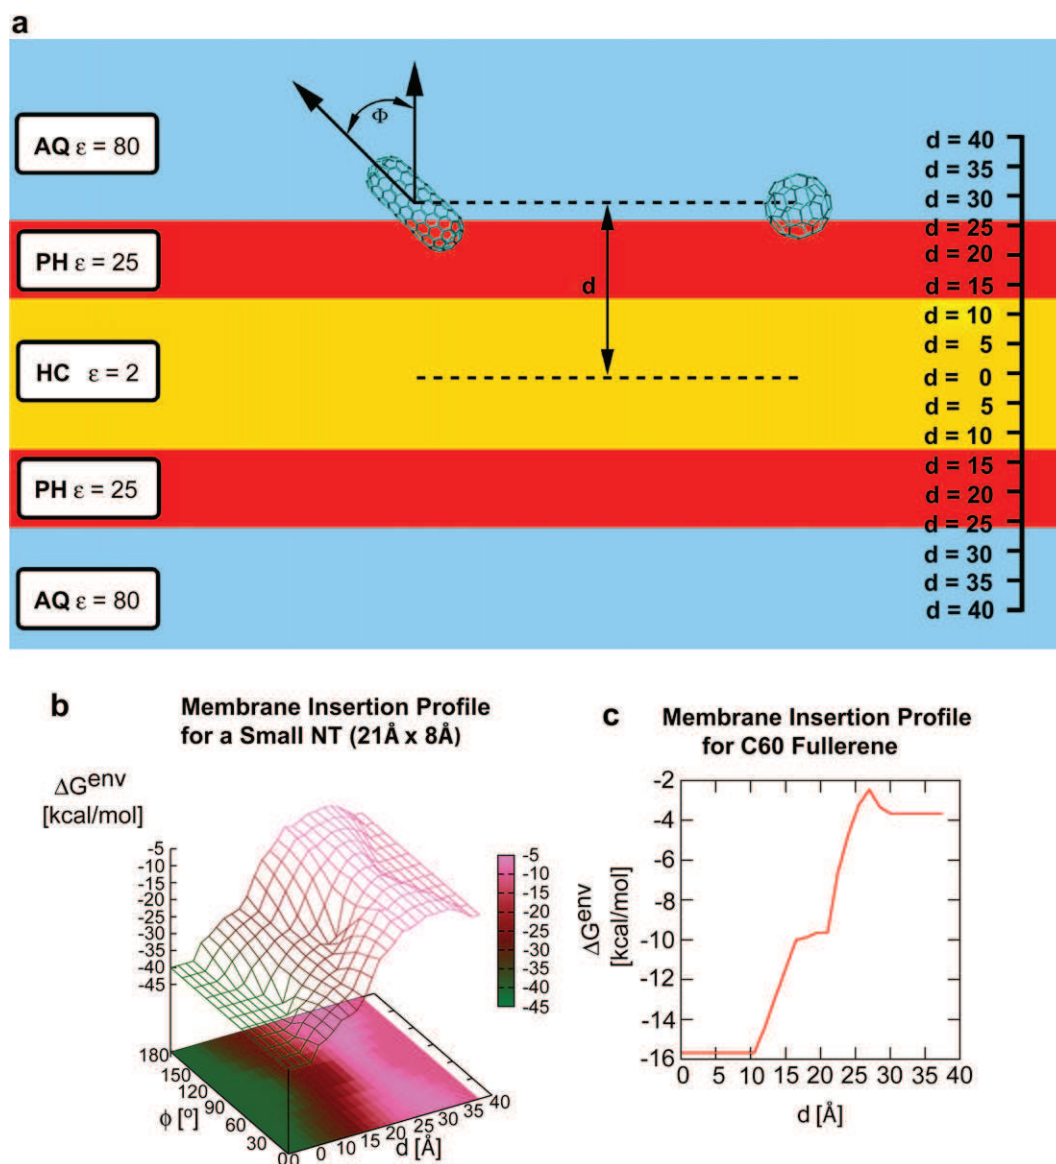 a
AQ ε = 80
PH ε = 25
HC ε = 2
PH ε = 25
AQ ε = 80
Φ
d
d = 40
d = 35
d = 30
d = 25
d = 20
d = 15
d = 10
d = 5
d = 0
d = 5
d = 10
d = 15
d = 20
d = 25
d = 30
d = 35
d = 40
b
Membrane Insertion Profile
for a Small NT (21Å x 8Å)
ΔG^env
[kcal/mol]
-5
-10
-15
-20
-25
-30
-35
-40
-45
-5
-10
-15
-20
-25
-30
-35
-40
-45
180
150
120
90
60
30
0
ϕ [º]
0 0 5 10 15 20 25 30 35 40
d [Å]
c
Membrane Insertion Profile
for C60 Fullerene
ΔG^env
[kcal/mol]
-2
-4
-6
-8
-10
-12
-14
-16
0 5 10 15 20 25 30 35 40
d [Å]